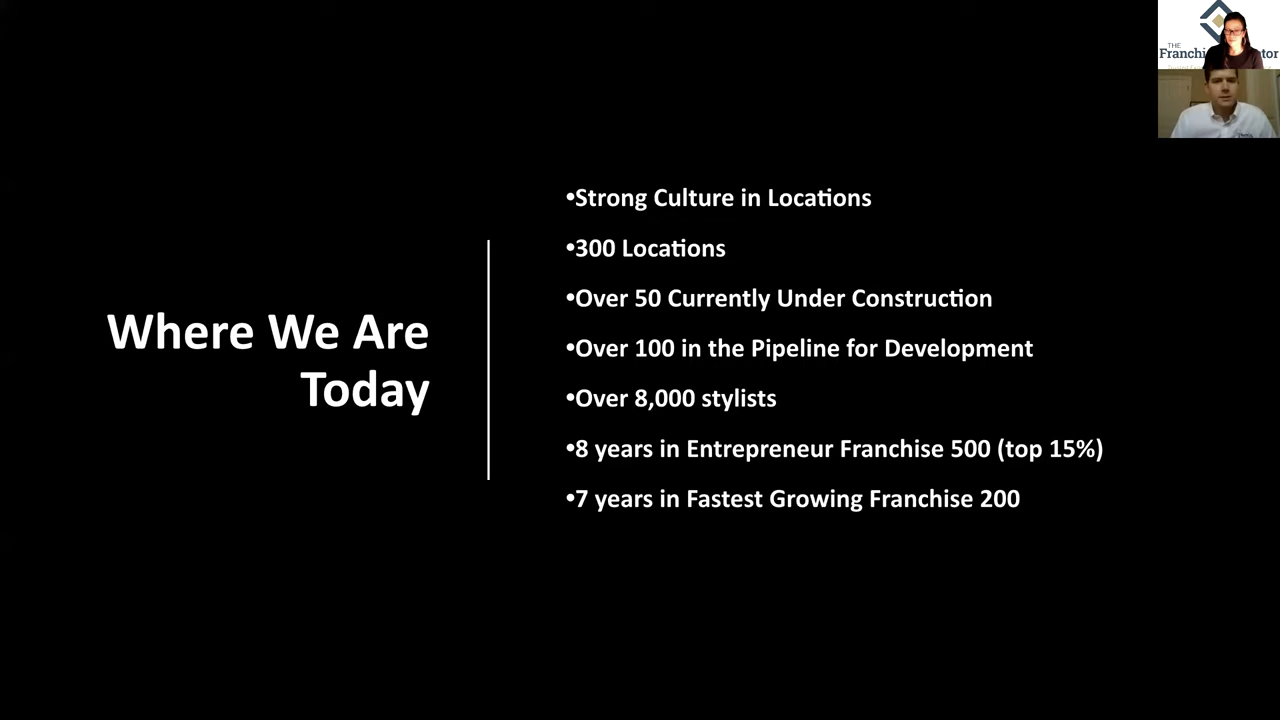 THE
Where We Are
Today
•Strong Culture in Locations
•300 Locations
•Over 50 Currently Under Construction
•Over 100 in the Pipeline for Development
•Over 8,000 stylists
•8 years in Entrepreneur Franchise 500 (top 15%)
•7 years in Fastest Growing Franchise 200